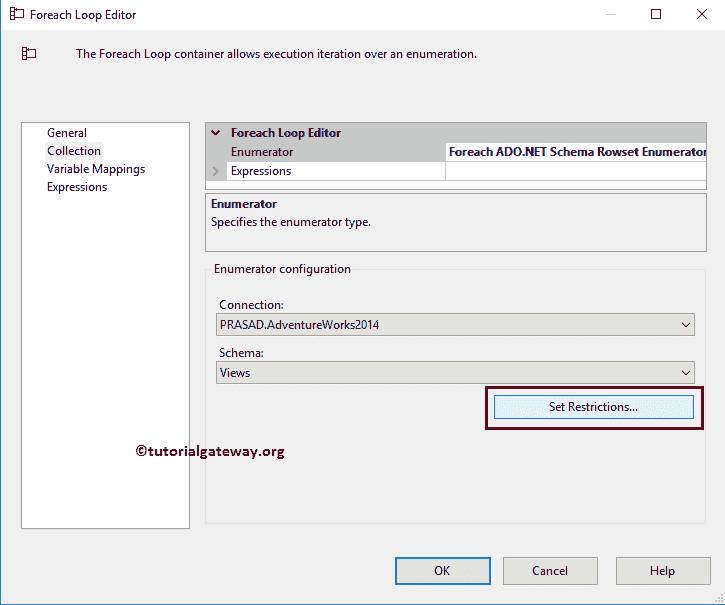 Foreach Loop Editor
The Foreach Loop container allows execution iteration over an enumeration.
General
Collection
Variable Mappings
Expressions
Foreach Loop Editor
Enumerator Foreach ADO.NET Schema Rowset Enumerator
Expressions
Enumerator
Specifies the enumerator type.
Enumerator configuration
Connection:
PRASAD.AdventureWorks2014
Schema:
Views
Set Restrictions...
©tutorialgateway.org
OK Cancel Help